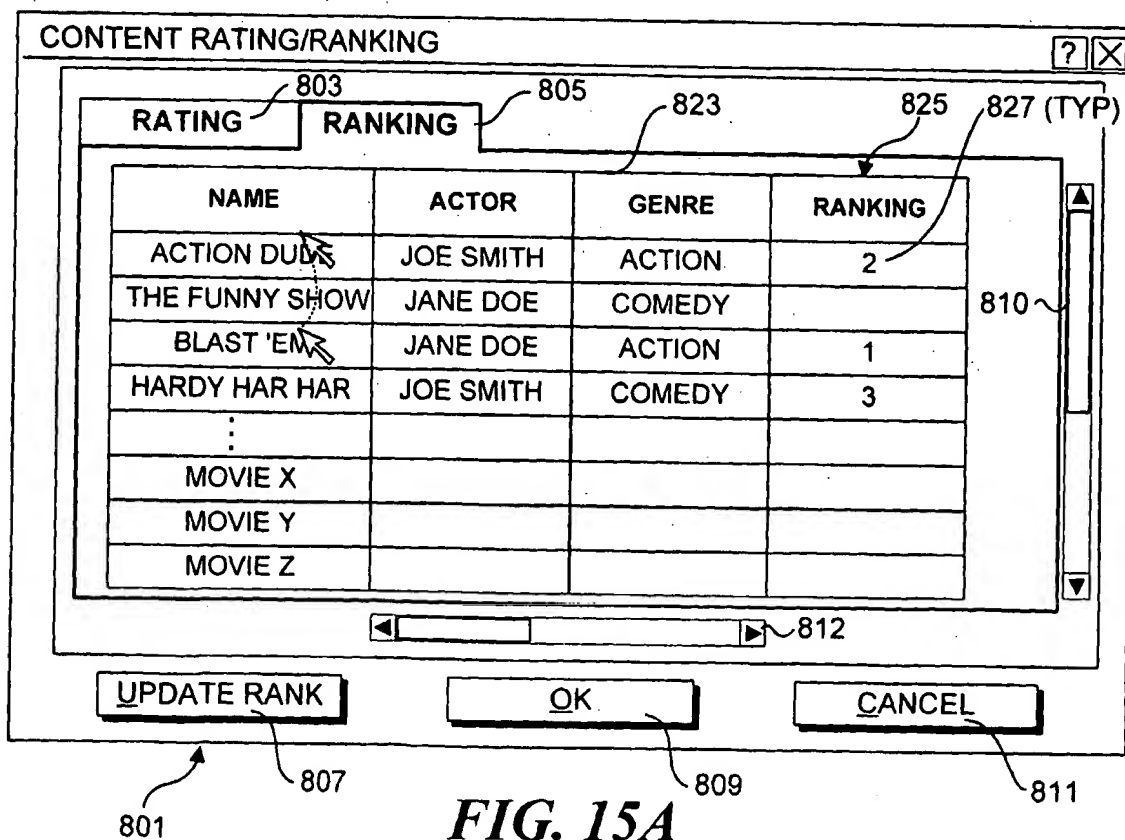 CONTENT RATING/RANKING ? X
803 805 823 825 827 (TYP)
RATING RANKING
NAME ACTOR GENRE RANKING
ACTION DUDE JOE SMITH ACTION 2
THE FUNNY SHOW JANE DOE COMEDY
810
BLAST 'EM JANE DOE ACTION 1
HARDY HAR HAR JOE SMITH COMEDY 3
⋮
MOVIE X
MOVIE Y
MOVIE Z
812
UPDATE RANK OK CANCEL
801 807 809 811
FIG. 15A